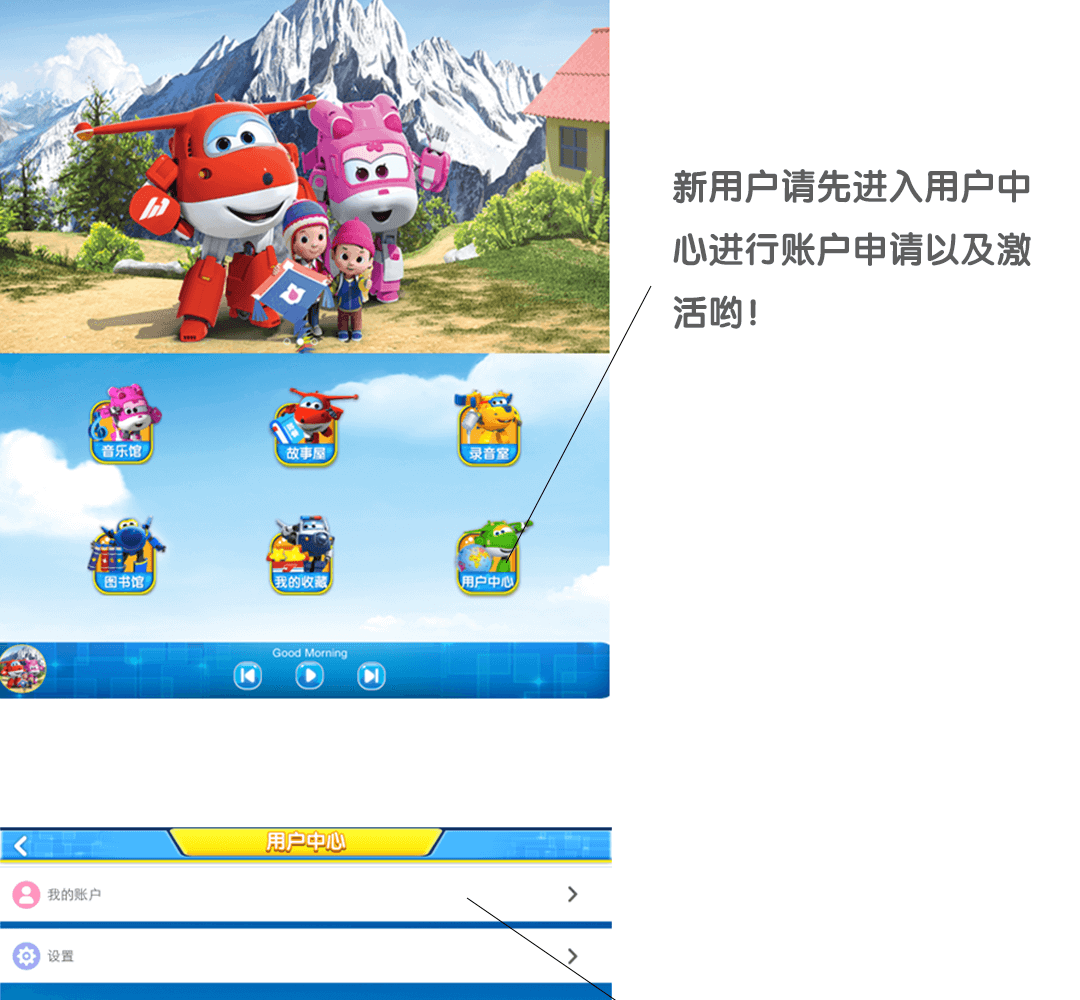 新用户请先进入用户中
心进行账户申请以及激
活哟！
音乐馆
故事屋
录音室
图书馆
我的收藏
用户中心
Good Morning
用户中心
我的账户
设置